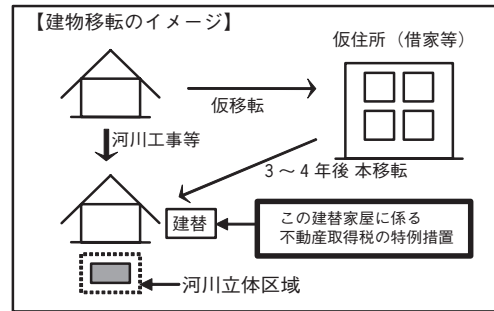 【建物移転のイメージ】
仮住所（借家等）
仮移転
河川工事等
3～4年後 本移転
建替
この建替家屋に係る
不動産取得税の特例措置
河川立体区域